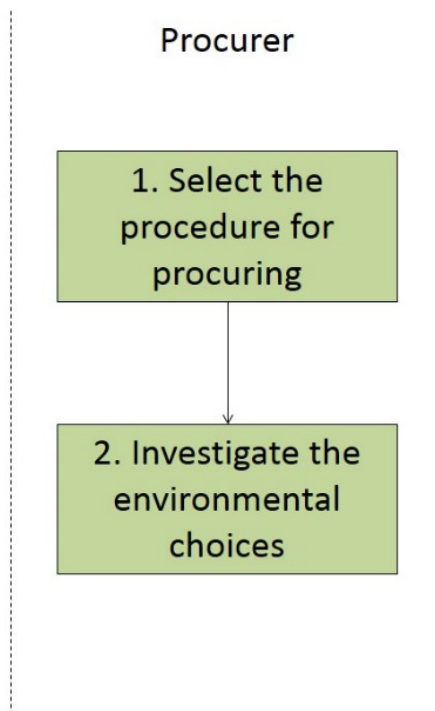 Procurer
1. Select the
procedure for
procuring
2. Investigate the
environmental
choices